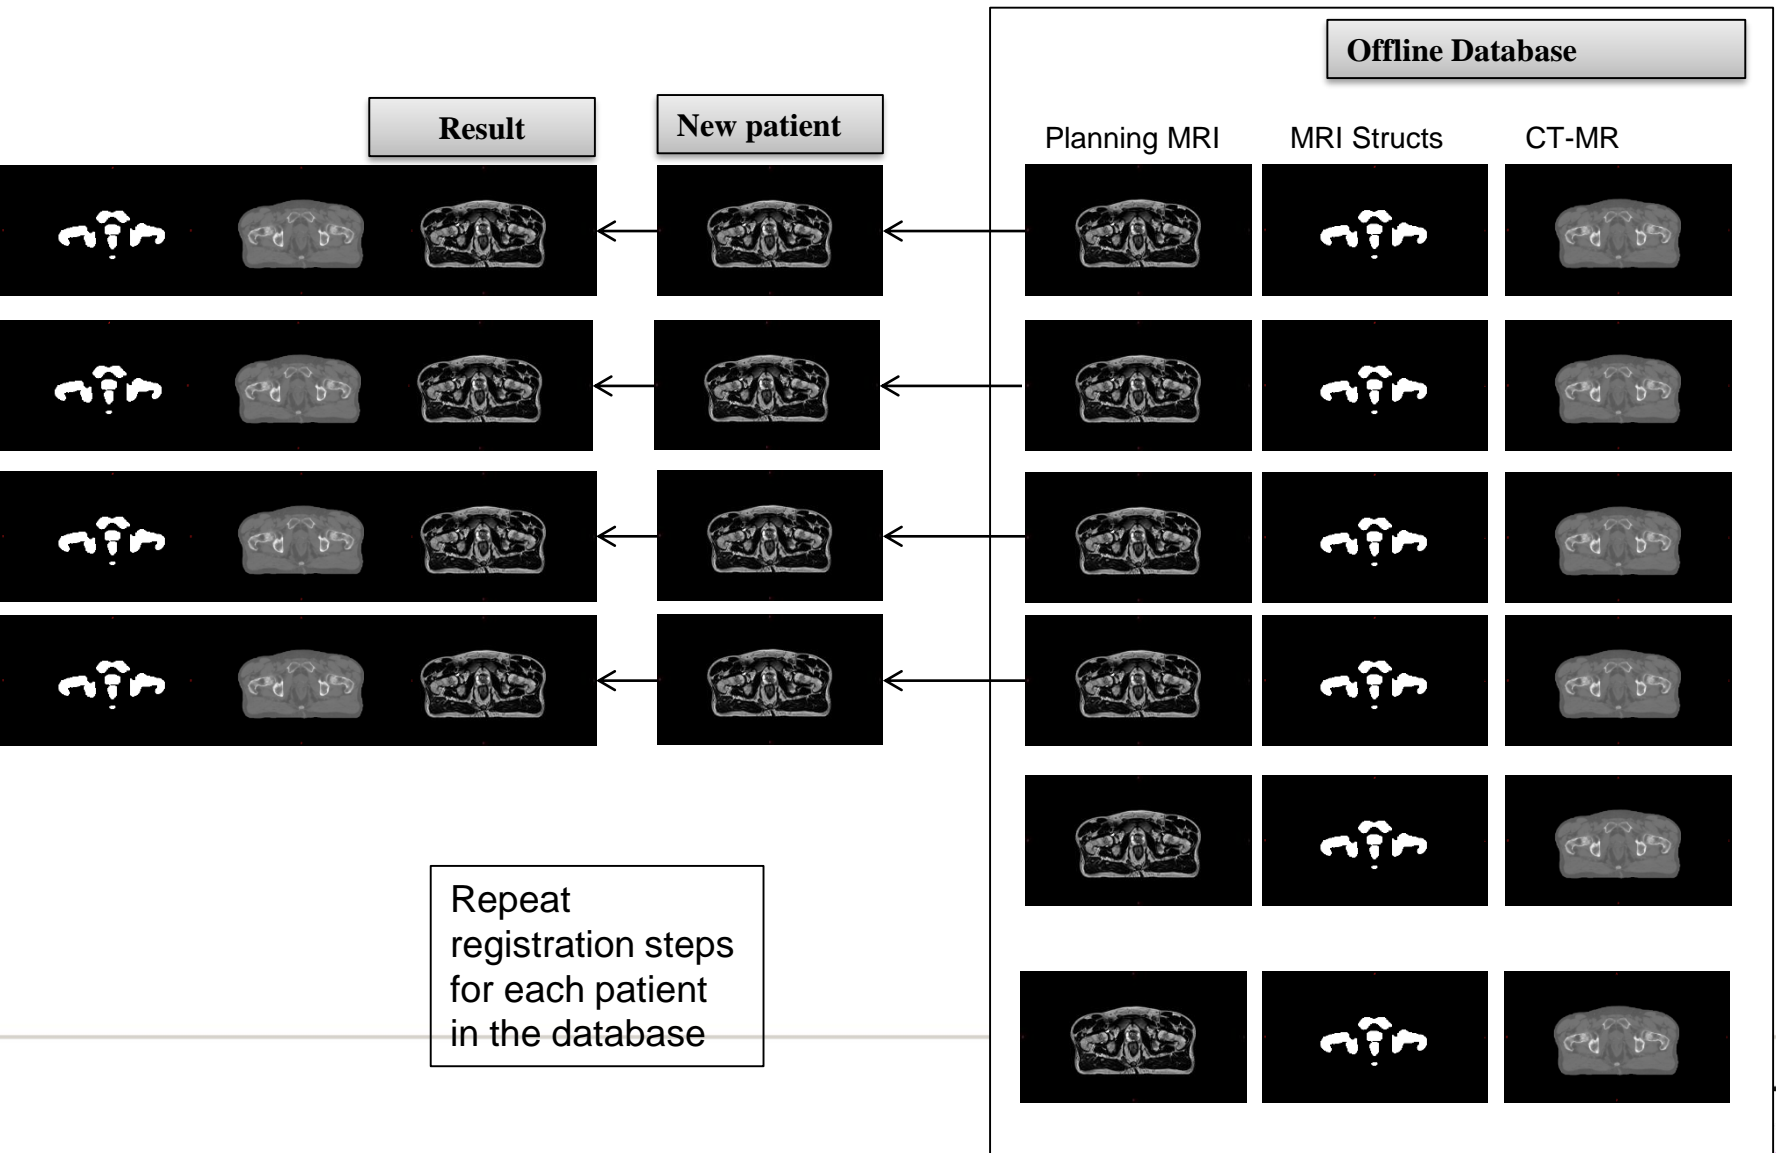 Offline Database
Result
New patient
Planning MRI
MRI Structs
CT-MR
Repeat
registration steps
for each patient
in the database